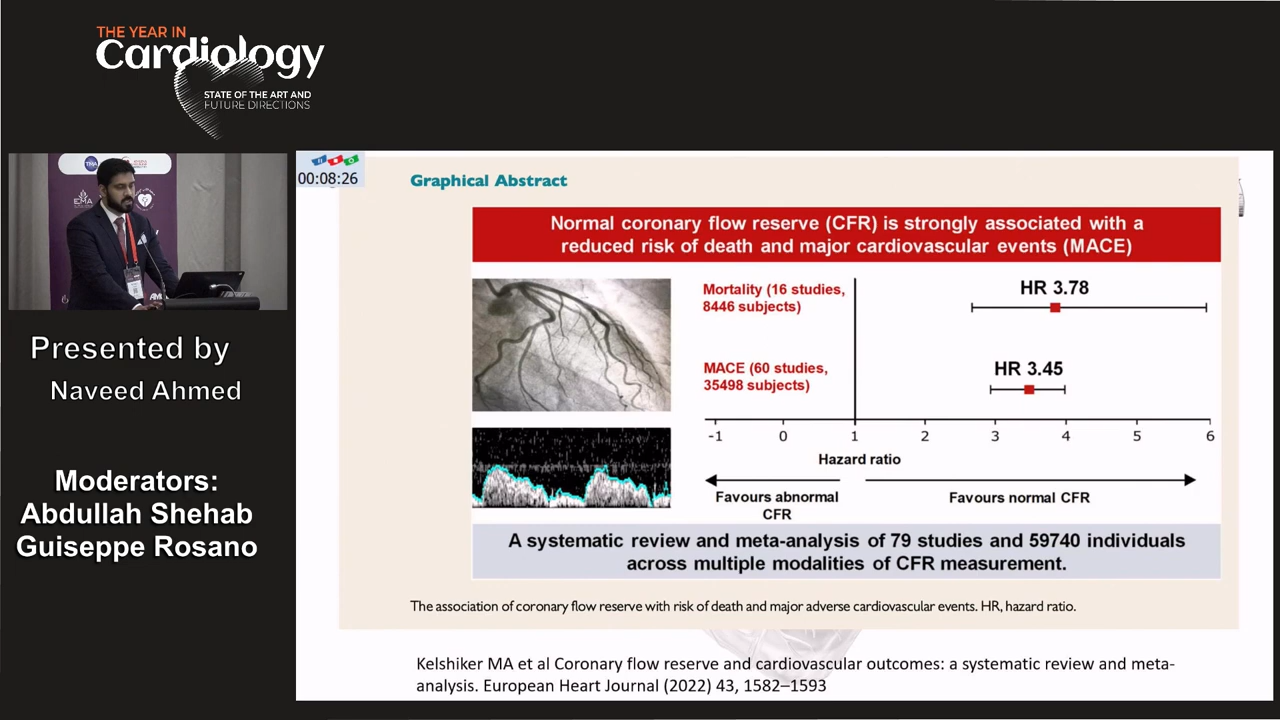 THE YEAR IN
Cardiology
STATE OF THE ART AND
FUTURE DIRECTIONS
TMA
EMA
00:08:26
Presented by
Naveed Ahmed
Moderators:
Abdullah Shehab
Guiseppe Rosano
Graphical Abstract
Normal coronary flow reserve (CFR) is strongly associated with a
reduced risk of death and major cardiovascular events (MACE)
Mortality (16 studies,
8446 subjects)
HR 3.78
MACE (60 studies,
35498 subjects)
HR 3.45
-1 0 1 2 3 4 5 6
Hazard ratio
Favours abnormal
CFR
Favours normal CFR
A systematic review and meta-analysis of 79 studies and 59740 individuals
across multiple modalities of CFR measurement.
The association of coronary flow reserve with risk of death and major adverse cardiovascular events. HR, hazard ratio.
Kelshiker MA et al Coronary flow reserve and cardiovascular outcomes: a systematic review and meta-
analysis. European Heart Journal (2022) 43, 1582–1593